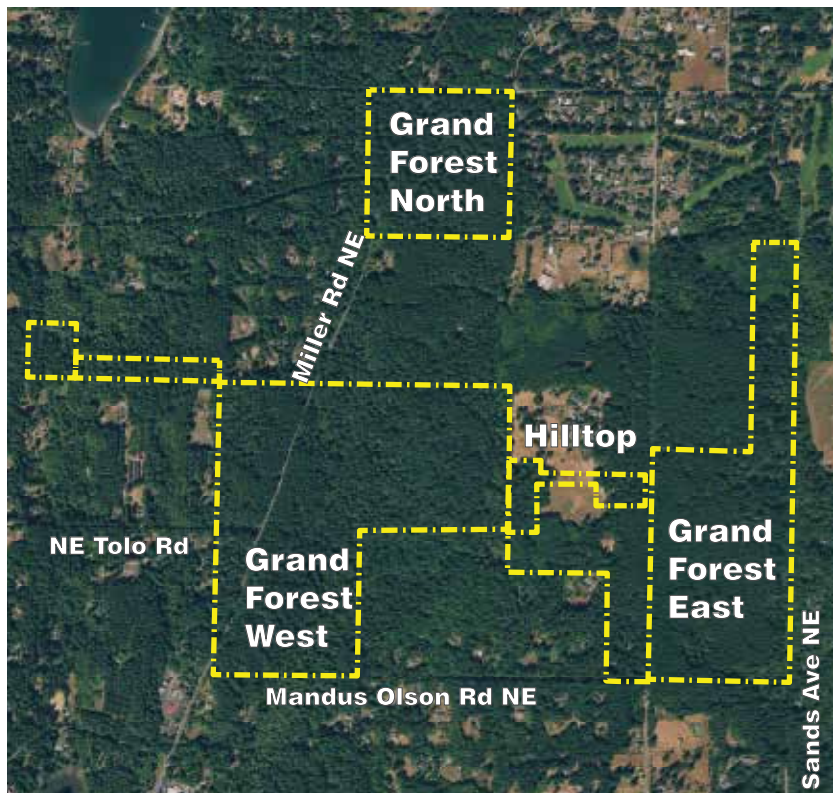 Grand
Forest
North
Miller Rd NE
Hilltop
NE Tolo Rd
Grand
Forest
West
Grand
Forest
East
Mandus Olson Rd NE
Sands Ave NE